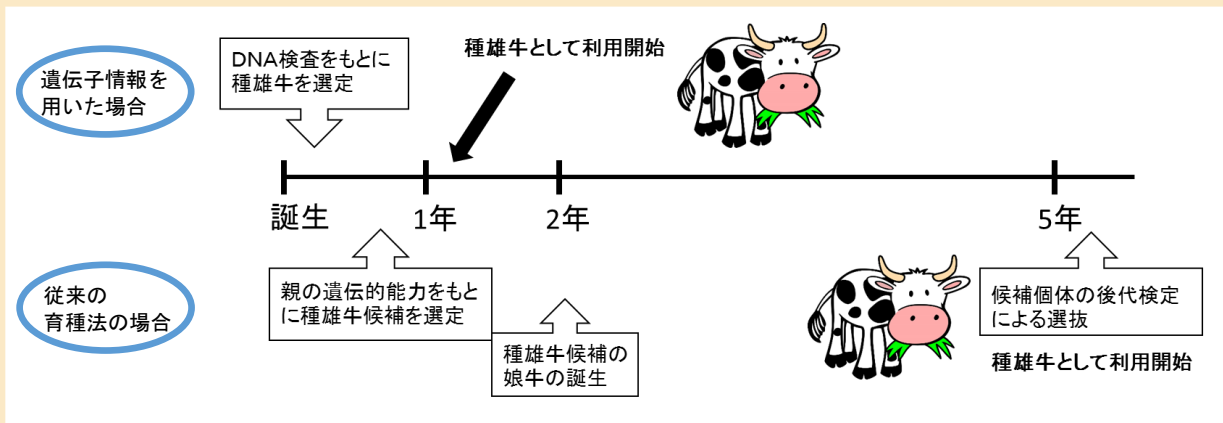 遺伝子情報を
用いた場合
DNA検査をもとに
種雄牛を選定
種雄牛として利用開始
誕生
1年
2年
5年
従来の
育種法の場合
親の遺伝的能力をもと
に種雄牛候補を選定
種雄牛候補の
娘牛の誕生
候補個体の後代検定
による選抜
種雄牛として利用開始